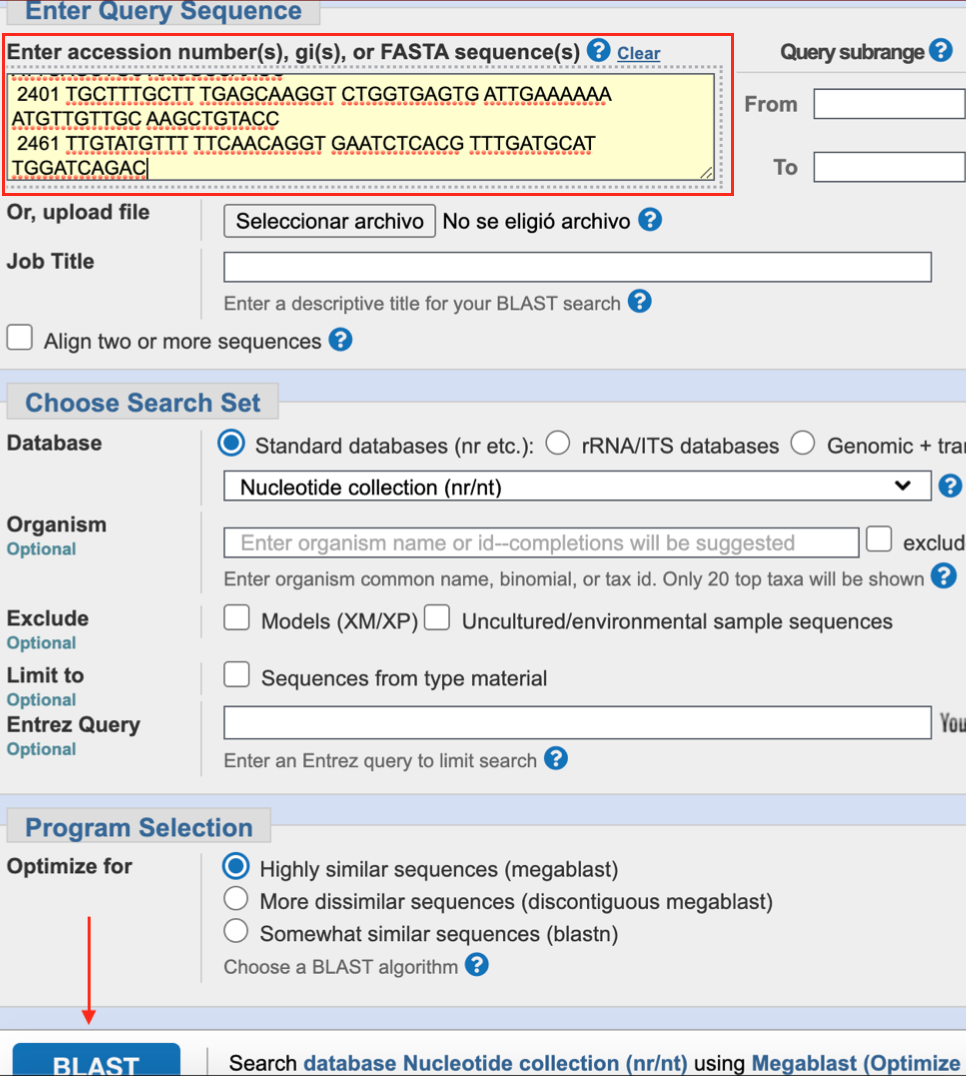 Enter Query Sequence
Enter accession number(s), gi(s), or FASTA sequence(s) ? Clear
Query subrange ?
2401 TGCTTTGCTT TGAGCAAGGT CTGGTGAGTG ATTGAAAAAA
ATGTTGTTGC AAGCTGTACC
2461 TTGTATGTTT TTCAACAGGT GAATCTCACG TTTGATGCAT
TGGATCAGAC
From
To
Or, upload file
Seleccionar archivo No se eligió archivo ?
Job Title
Enter a descriptive title for your BLAST search ?
Align two or more sequences ?
Choose Search Set
Database
Standard databases (nr etc.): rRNA/ITS databases Genomic + tran
Nucleotide collection (nr/nt) ?
Organism
Optional
Enter organism name or id--completions will be suggested exclud
Enter organism common name, binomial, or tax id. Only 20 top taxa will be shown ?
Exclude
Optional
Models (XM/XP) Uncultured/environmental sample sequences
Limit to
Optional
Sequences from type material
Entrez Query
Optional
You
Enter an Entrez query to limit search ?
Program Selection
Optimize for
Highly similar sequences (megablast)
More dissimilar sequences (discontiguous megablast)
Somewhat similar sequences (blastn)
Choose a BLAST algorithm ?
BLAST
Search database Nucleotide collection (nr/nt) using Megablast (Optimize